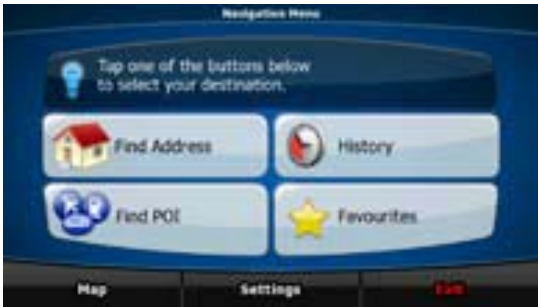 Navigation Menu
Tap one of the buttons below
to select your destination.
Find Address
History
Find POI
Favourites
Map
Settings
Exit